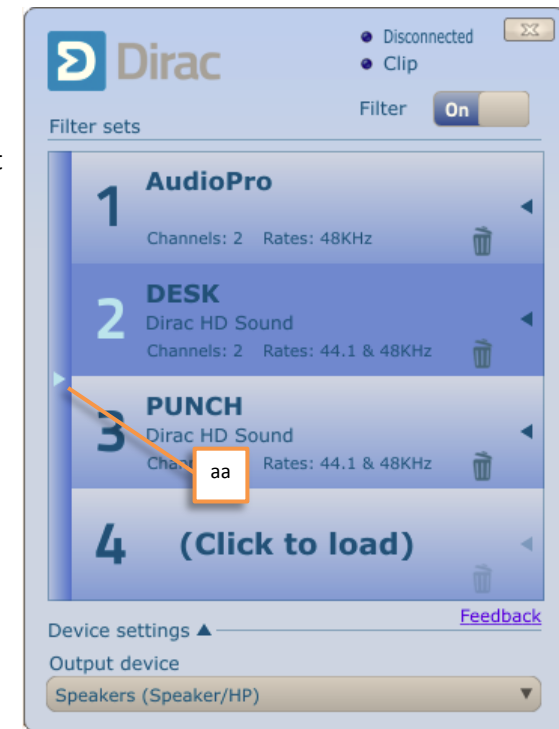 Dirac
Disconnected
Clip
Filter On
Filter sets
1 AudioPro
Channels: 2 Rates: 48KHz
2 DESK
Dirac HD Sound
Channels: 2 Rates: 44.1 & 48KHz
3 PUNCH
Dirac HD Sound
Rates: 44.1 & 48KHz
aa
4 (Click to load)
Feedback
Device settings
Output device
Speakers (Speaker/HP)